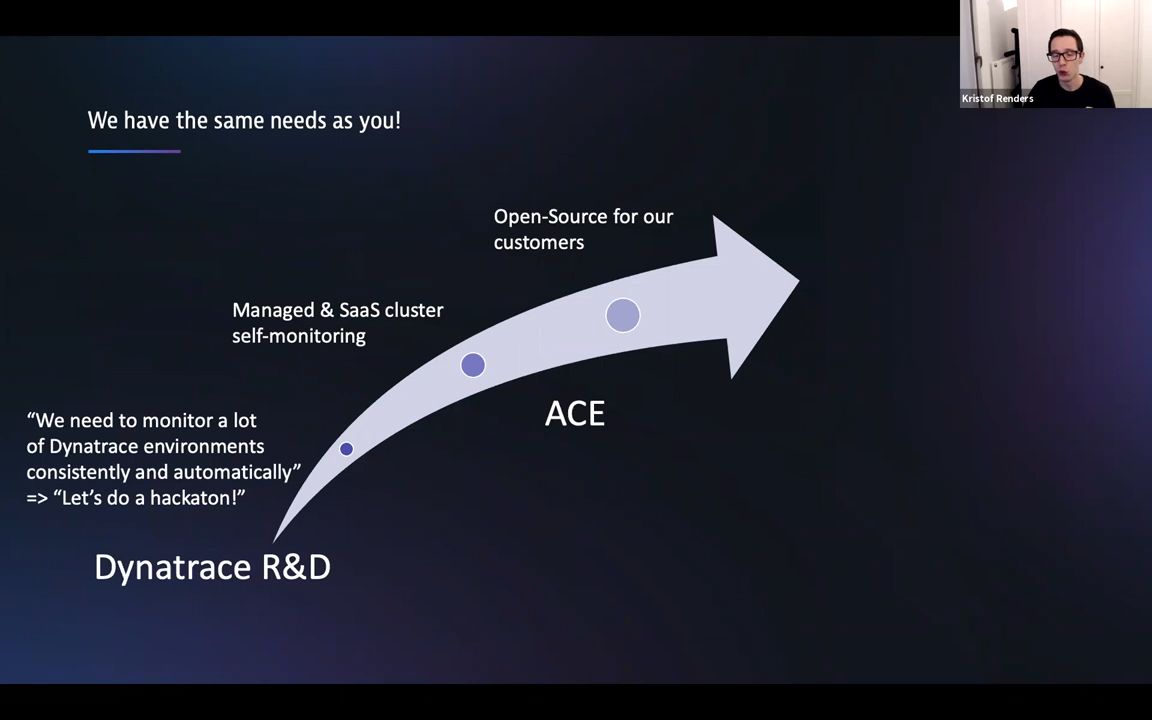 Kristof Renders
We have the same needs as you!
Open-Source for our
customers
Managed & SaaS cluster
self-monitoring
ACE
“We need to monitor a lot
of Dynatrace environments
consistently and automatically”
=> “Let’s do a hackaton!”
Dynatrace R&D